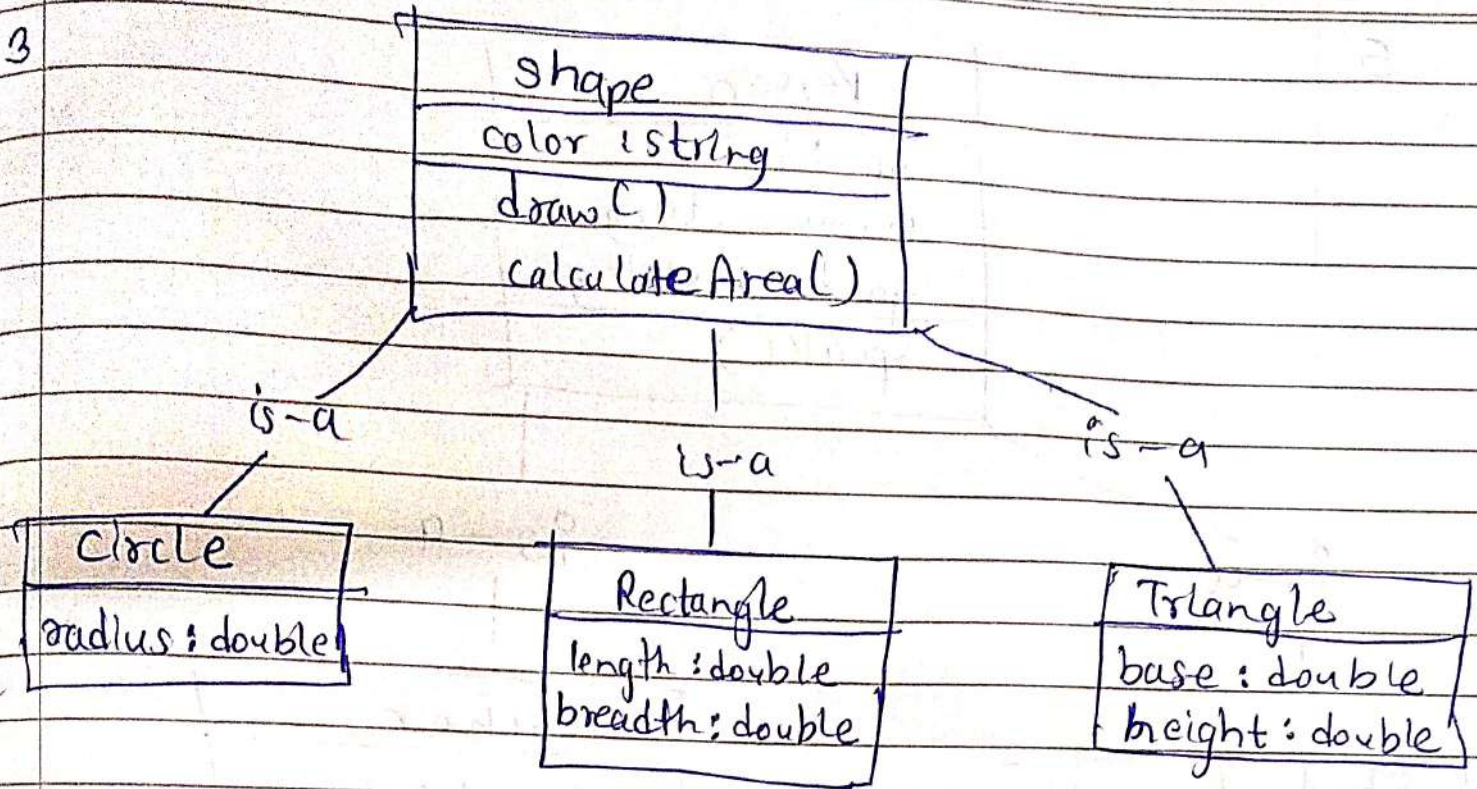 3
shape
color : string
draw()
calculateArea()
is-a
is-a
is-a
Circle
radius : double
Rectangle
length : double
breadth : double
Triangle
base : double
height : double